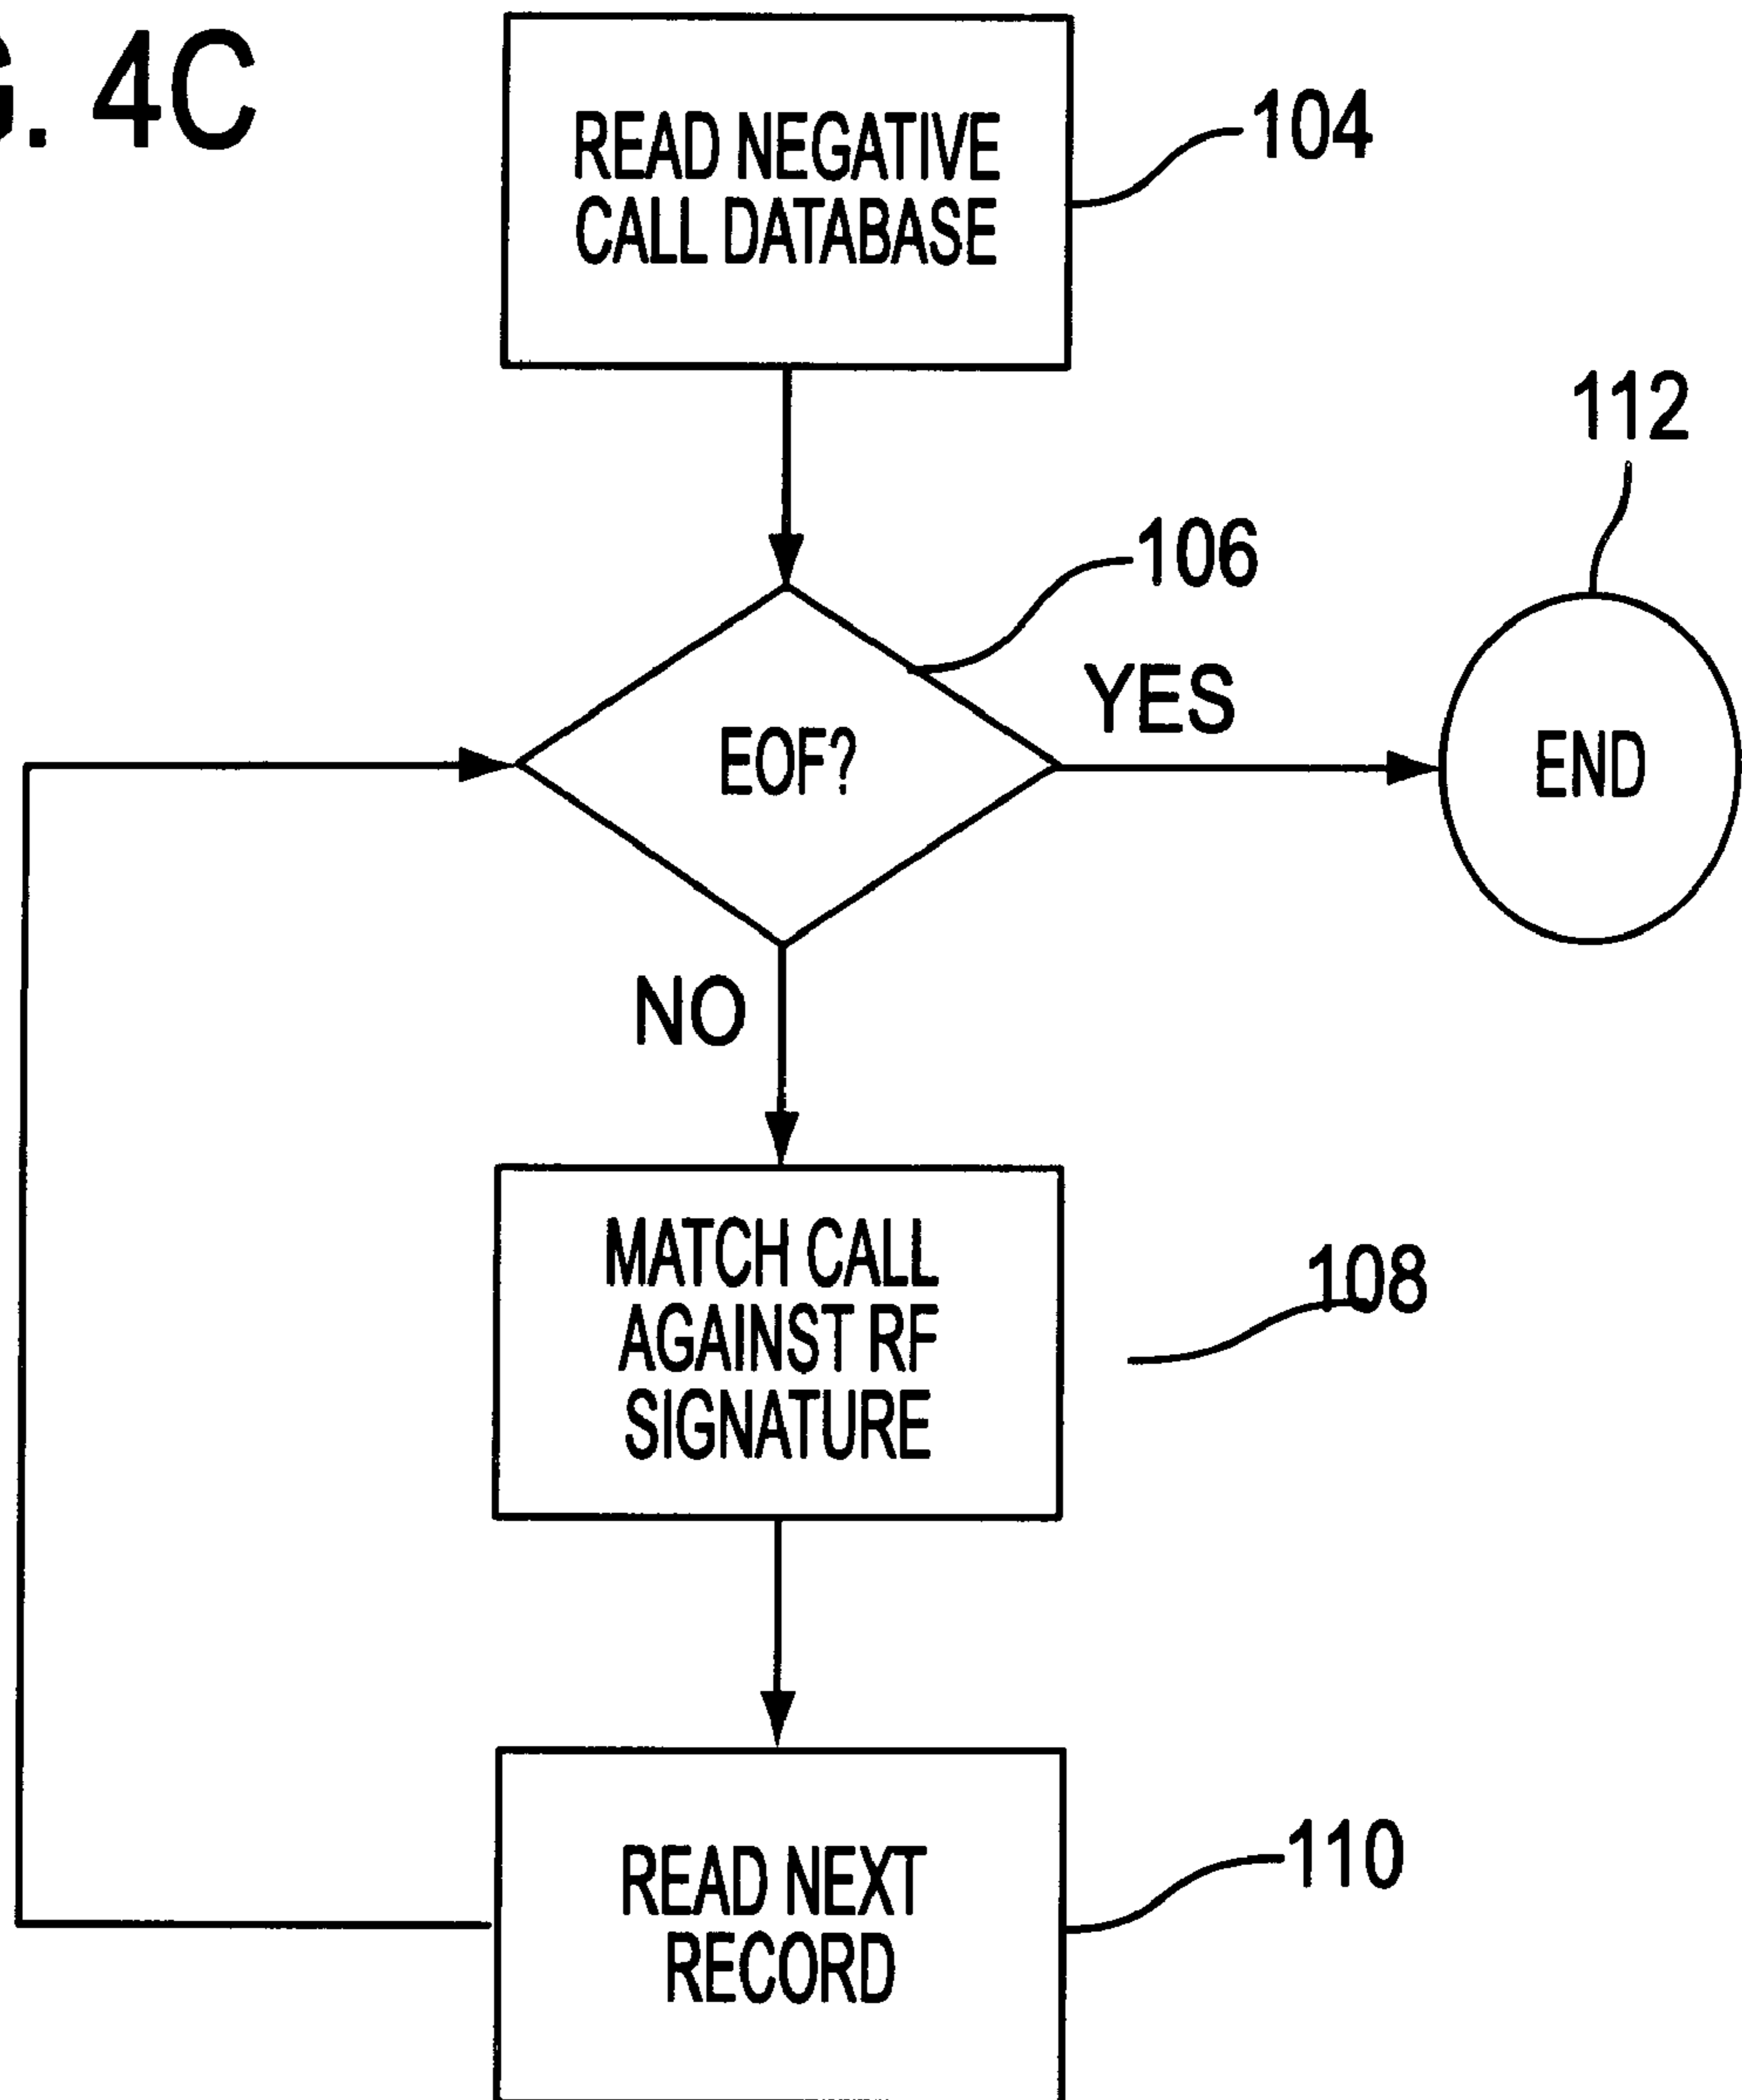 G. 4C
READ NEGATIVE
CALL DATABASE
104
112
106
YES
EOF?
END
NO
MATCH CALL
AGAINST RF
SIGNATURE
108
READ NEXT
RECORD
110